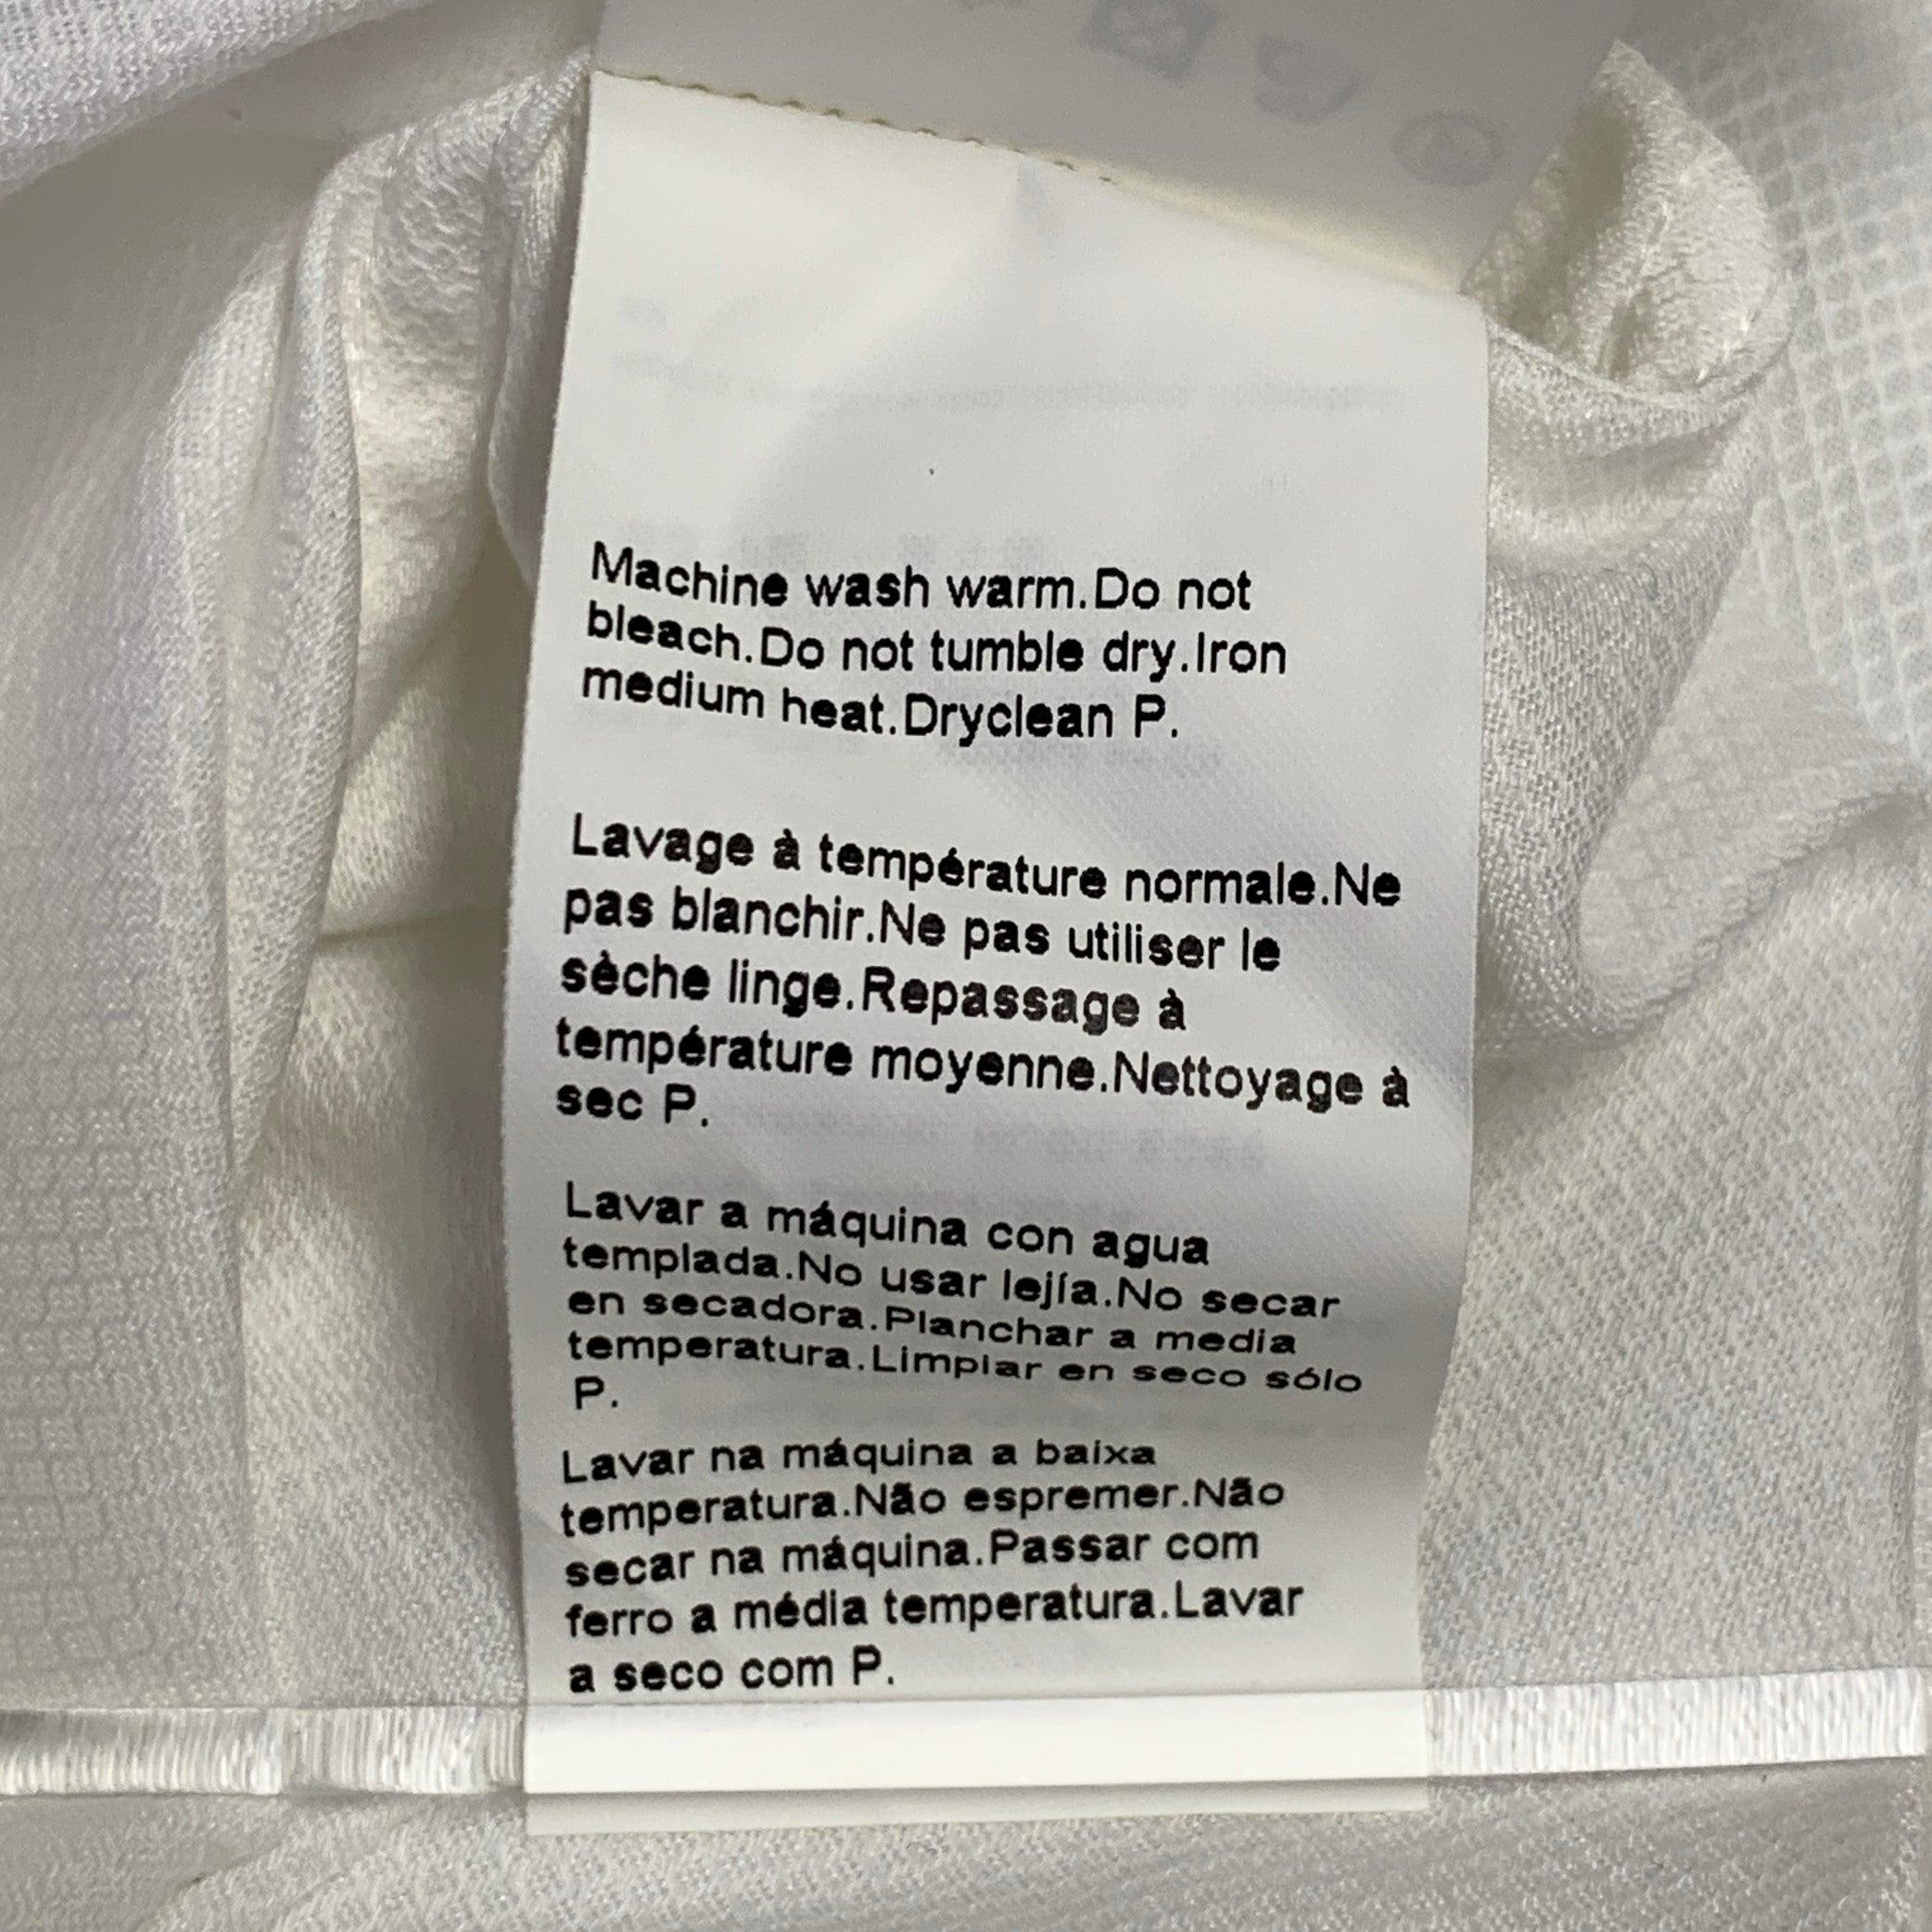 Machine wash warm.Do not
bleach.Do not tumble dry.Iron
medium heat.Dryclean P.
Lavage à température normale.Ne
pas blanchir.Ne pas utiliser le
sèche linge.Repassage à
température moyenne.Nettoyage à
sec P.
Lavar a máquina con agua
templada.No usar lejía.No secar
en secadora.Planchar a media
temperatura.Limpiar en seco sólo
P.
Lavar na máquina a baixa
temperatura.Não espremer.Não
secar na máquina.Passar com
ferro a média temperatura.Lavar
a seco com P.